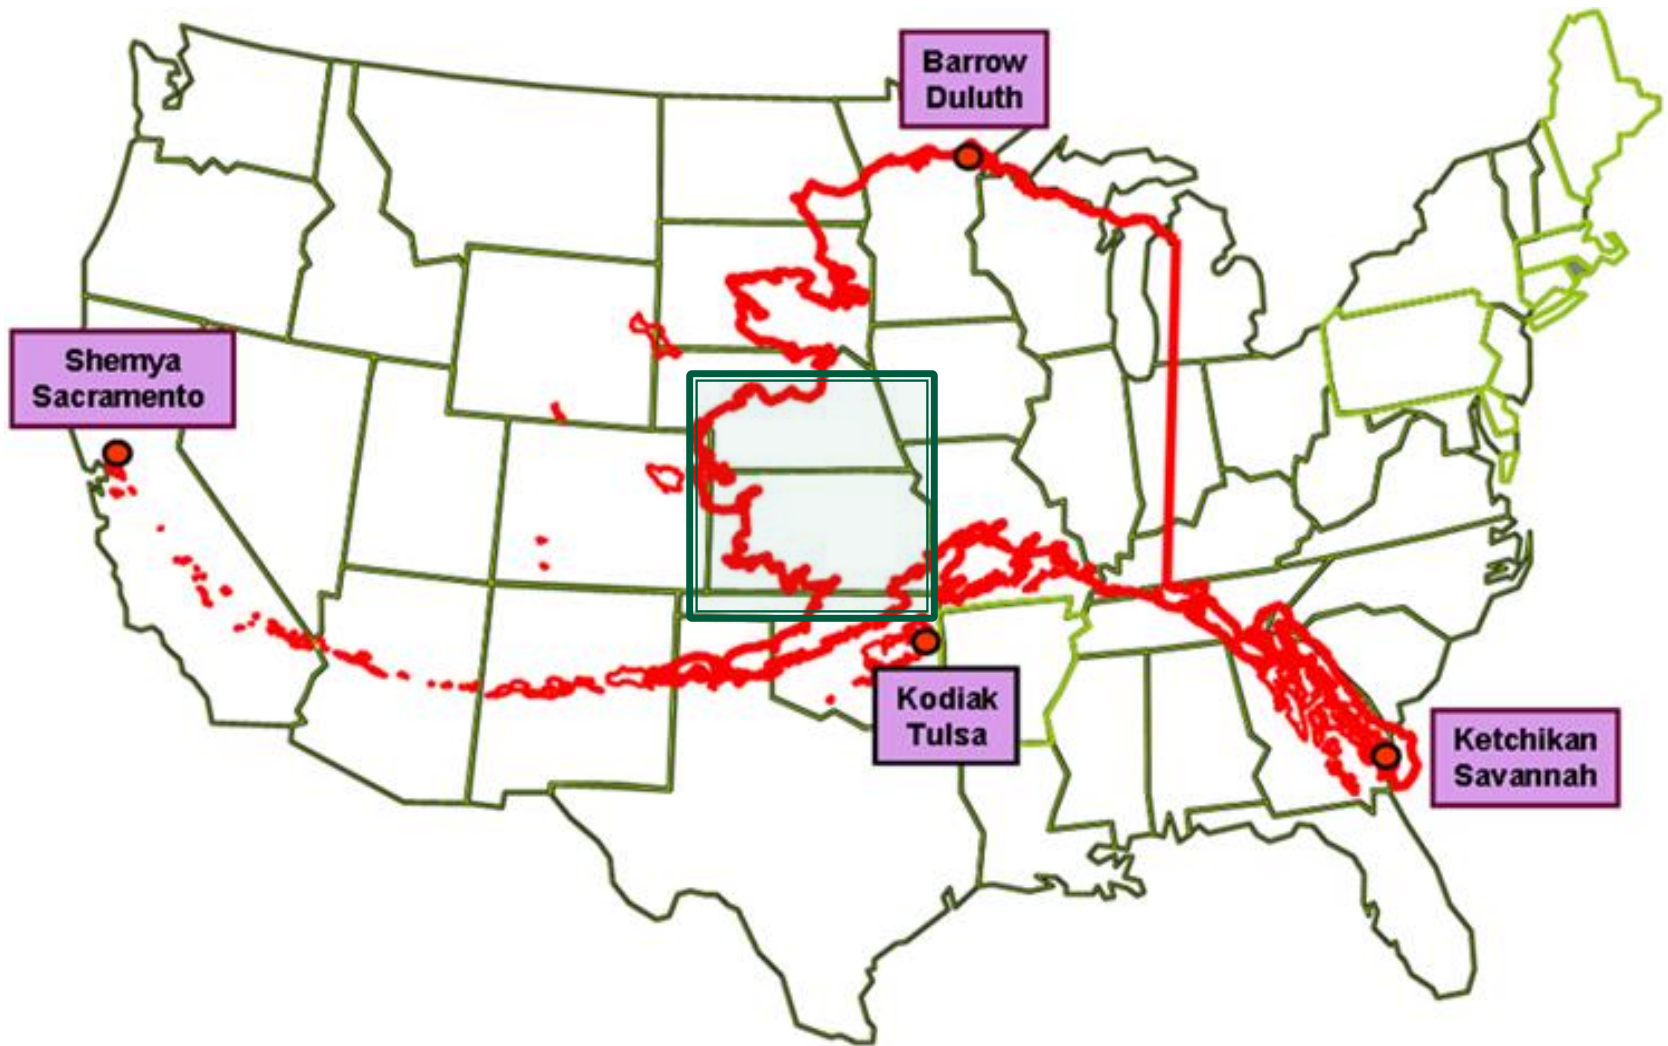 Barrow
Duluth
Shemya
Sacramento
Kodiak
Tulsa
Ketchikan
Savannah